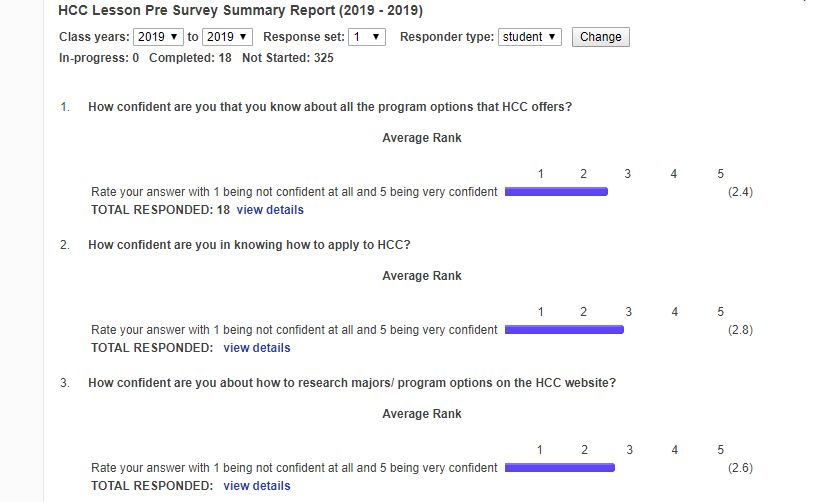 HCC Lesson Pre Survey Summary Report (2019 - 2019)
Class years: 2019 ▼ to 2019 ▼ Response set: 1 ▼ Responder type: student ▼ Change
In-progress: 0 Completed: 18 Not Started: 325
1. How confident are you that you know about all the program options that HCC offers?
Average Rank
1 2 3 4 5
Rate your answer with 1 being not confident at all and 5 being very confident (2.4)
TOTAL RESPONDED: 18 view details
2. How confident are you in knowing how to apply to HCC?
Average Rank
1 2 3 4 5
Rate your answer with 1 being not confident at all and 5 being very confident (2.8)
TOTAL RESPONDED: view details
3. How confident are you about how to research majors/ program options on the HCC website?
Average Rank
1 2 3 4 5
Rate your answer with 1 being not confident at all and 5 being very confident (2.6)
TOTAL RESPONDED: view details